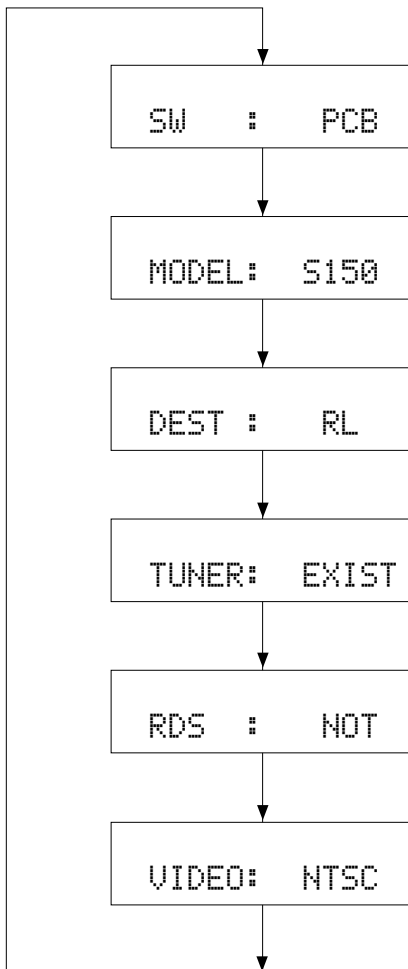 SW : PCB
MODEL: S150
DEST : RL
TUNER: EXIST
RDS : NOT
VIDEO: NTSC